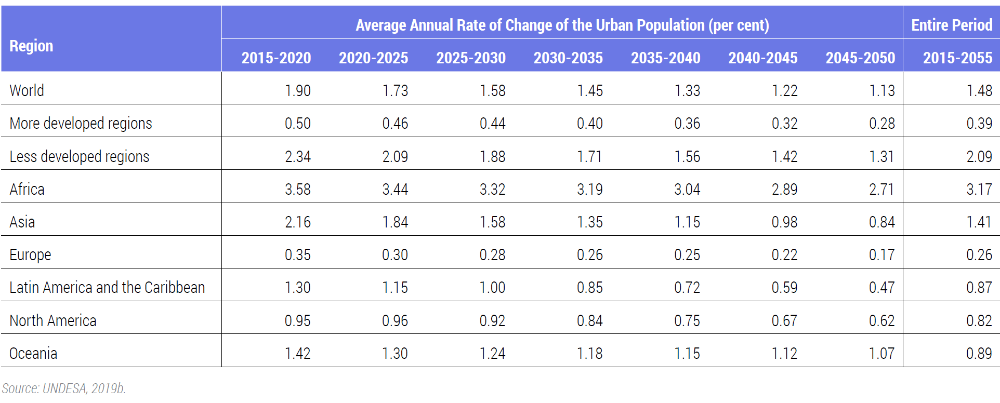 Region Average Annual Rate of Change of the Urban Population (per cent) Entire Period
2015-2020 2020-2025 2025-2030 2030-2035 2035-2040 2040-2045 2045-2050 2015-2055
World 1.90 1.73 1.58 1.45 1.33 1.22 1.13 1.48
More developed regions 0.50 0.46 0.44 0.40 0.36 0.32 0.28 0.39
Less developed regions 2.34 2.09 1.88 1.71 1.56 1.42 1.31 2.09
Africa 3.58 3.44 3.32 3.19 3.04 2.89 2.71 3.17
Asia 2.16 1.84 1.58 1.35 1.15 0.98 0.84 1.41
Europe 0.35 0.30 0.28 0.26 0.25 0.22 0.17 0.26
Latin America and the Caribbean 1.30 1.15 1.00 0.85 0.72 0.59 0.47 0.87
North America 0.95 0.96 0.92 0.84 0.75 0.67 0.62 0.82
Oceania 1.42 1.30 1.24 1.18 1.15 1.12 1.07 0.89
Source: UNDESA, 2019b.